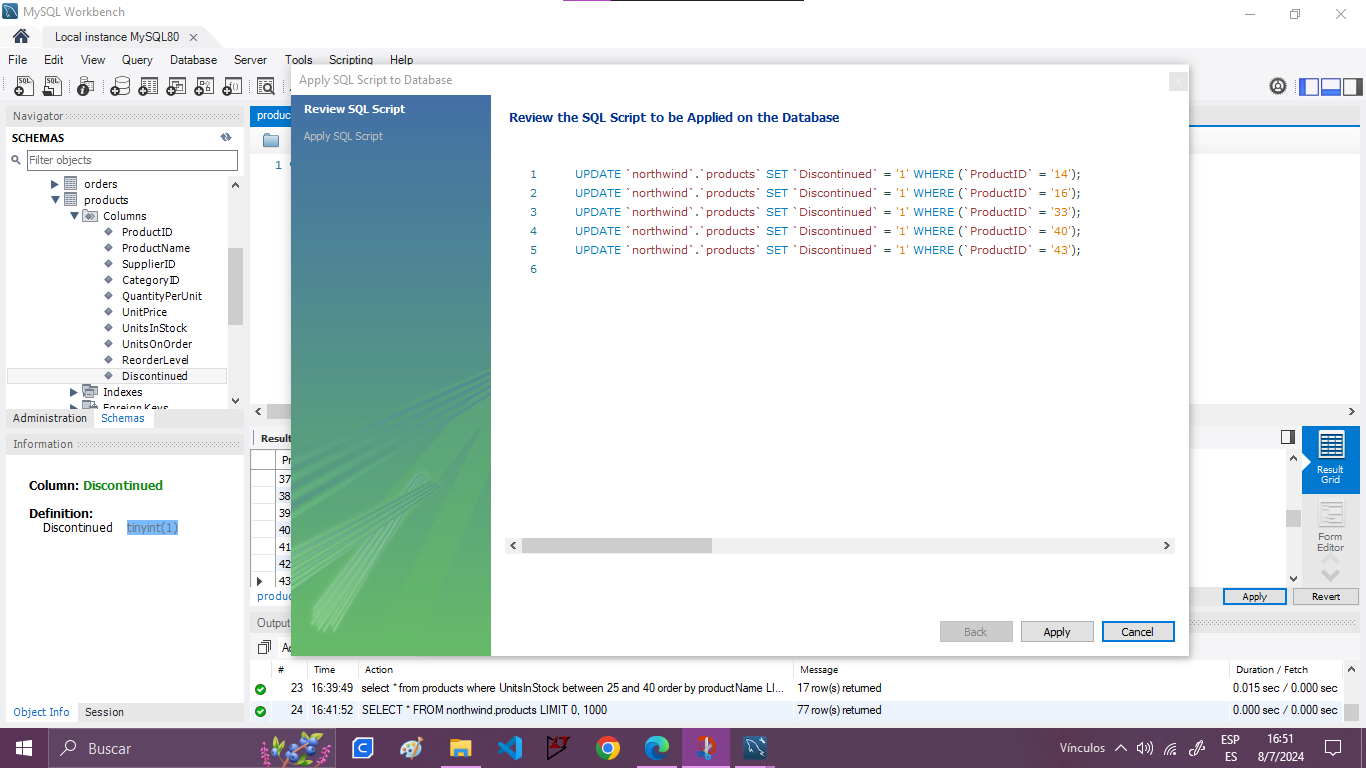 MySQL Workbench
Local instance MySQL80
File Edit View Query Database Server Tools Scripting Help
Navigator
SCHEMAS
Filter objects
orders
products
Columns
ProductID
ProductName
SupplierID
CategoryID
QuantityPerUnit
UnitPrice
UnitsInStock
UnitsOnOrder
ReorderLevel
Discontinued
Indexes
Foreign Keys
Administration Schemas
Information
Column: Discontinued
Definition:
Discontinued tinyint(1)
Object Info Session
produc
1
Apply SQL Script to Database
Review SQL Script
Apply SQL Script
Review the SQL Script to be Applied on the Database
1 UPDATE `northwind`.`products` SET `Discontinued` = '1' WHERE (`ProductID` = '14');
2 UPDATE `northwind`.`products` SET `Discontinued` = '1' WHERE (`ProductID` = '16');
3 UPDATE `northwind`.`products` SET `Discontinued` = '1' WHERE (`ProductID` = '33');
4 UPDATE `northwind`.`products` SET `Discontinued` = '1' WHERE (`ProductID` = '40');
5 UPDATE `northwind`.`products` SET `Discontinued` = '1' WHERE (`ProductID` = '43');
6
Back Apply Cancel
Result
Pr
37
38
39
40
41
42
43
produc
Result
Grid
Form
Editor
Apply Revert
Output
Ac
# Time Action Message Duration / Fetch
23 16:39:49 select * from products where UnitsInStock between 25 and 40 order by productName LI... 17 row(s) returned 0.015 sec / 0.000 sec
24 16:41:52 SELECT * FROM northwind.products LIMIT 0, 1000 77 row(s) returned 0.000 sec / 0.000 sec
Buscar
Vínculos
ESP
ES
16:51
8/7/2024